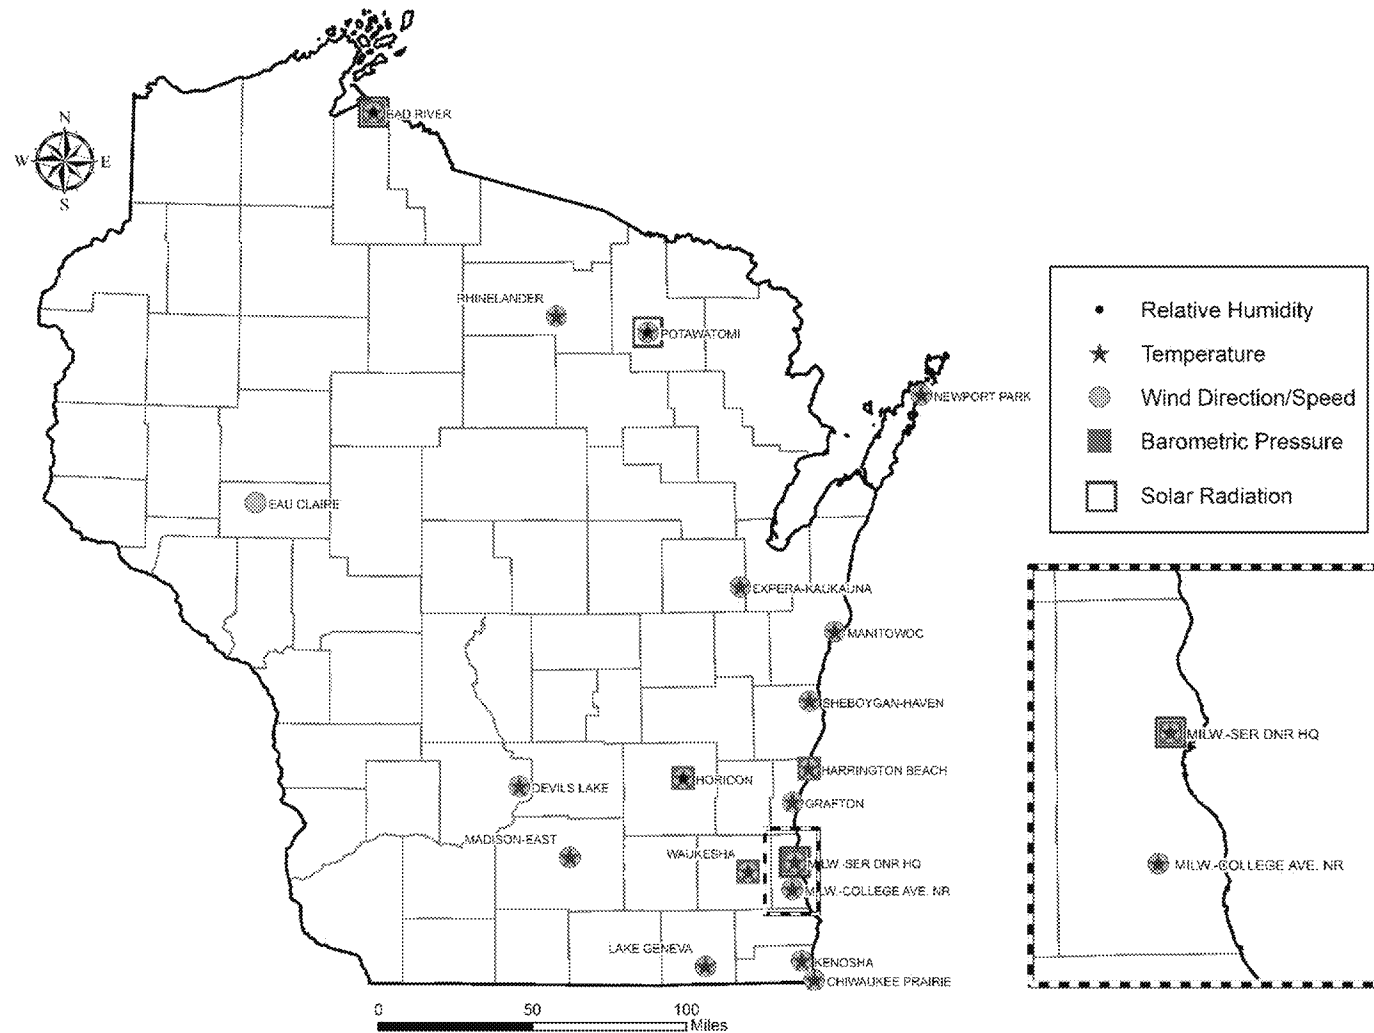 BAD RIVER
N
W E
S
RHINELANDER
POTAWATOMI
NEWPORT PARK
EAU CLAIRE
EXPERA-KAUKAUNA
MANITOWOC
SHEBOYGAN-HAVEN
HARRINGTON BEACH
HORICON
DEVILS LAKE
GRAFTON
MADISON-EAST
WAUKESHA
MILW.-SER DNR HQ
MILW.-COLLEGE AVE. NR
LAKE GENEVA
KENOSHA
CHIWAUKEE PRAIRIE
0 50 100
Miles
Relative Humidity
Temperature
Wind Direction/Speed
Barometric Pressure
Solar Radiation
MILW.-SER DNR HQ
MILW.-COLLEGE AVE. NR